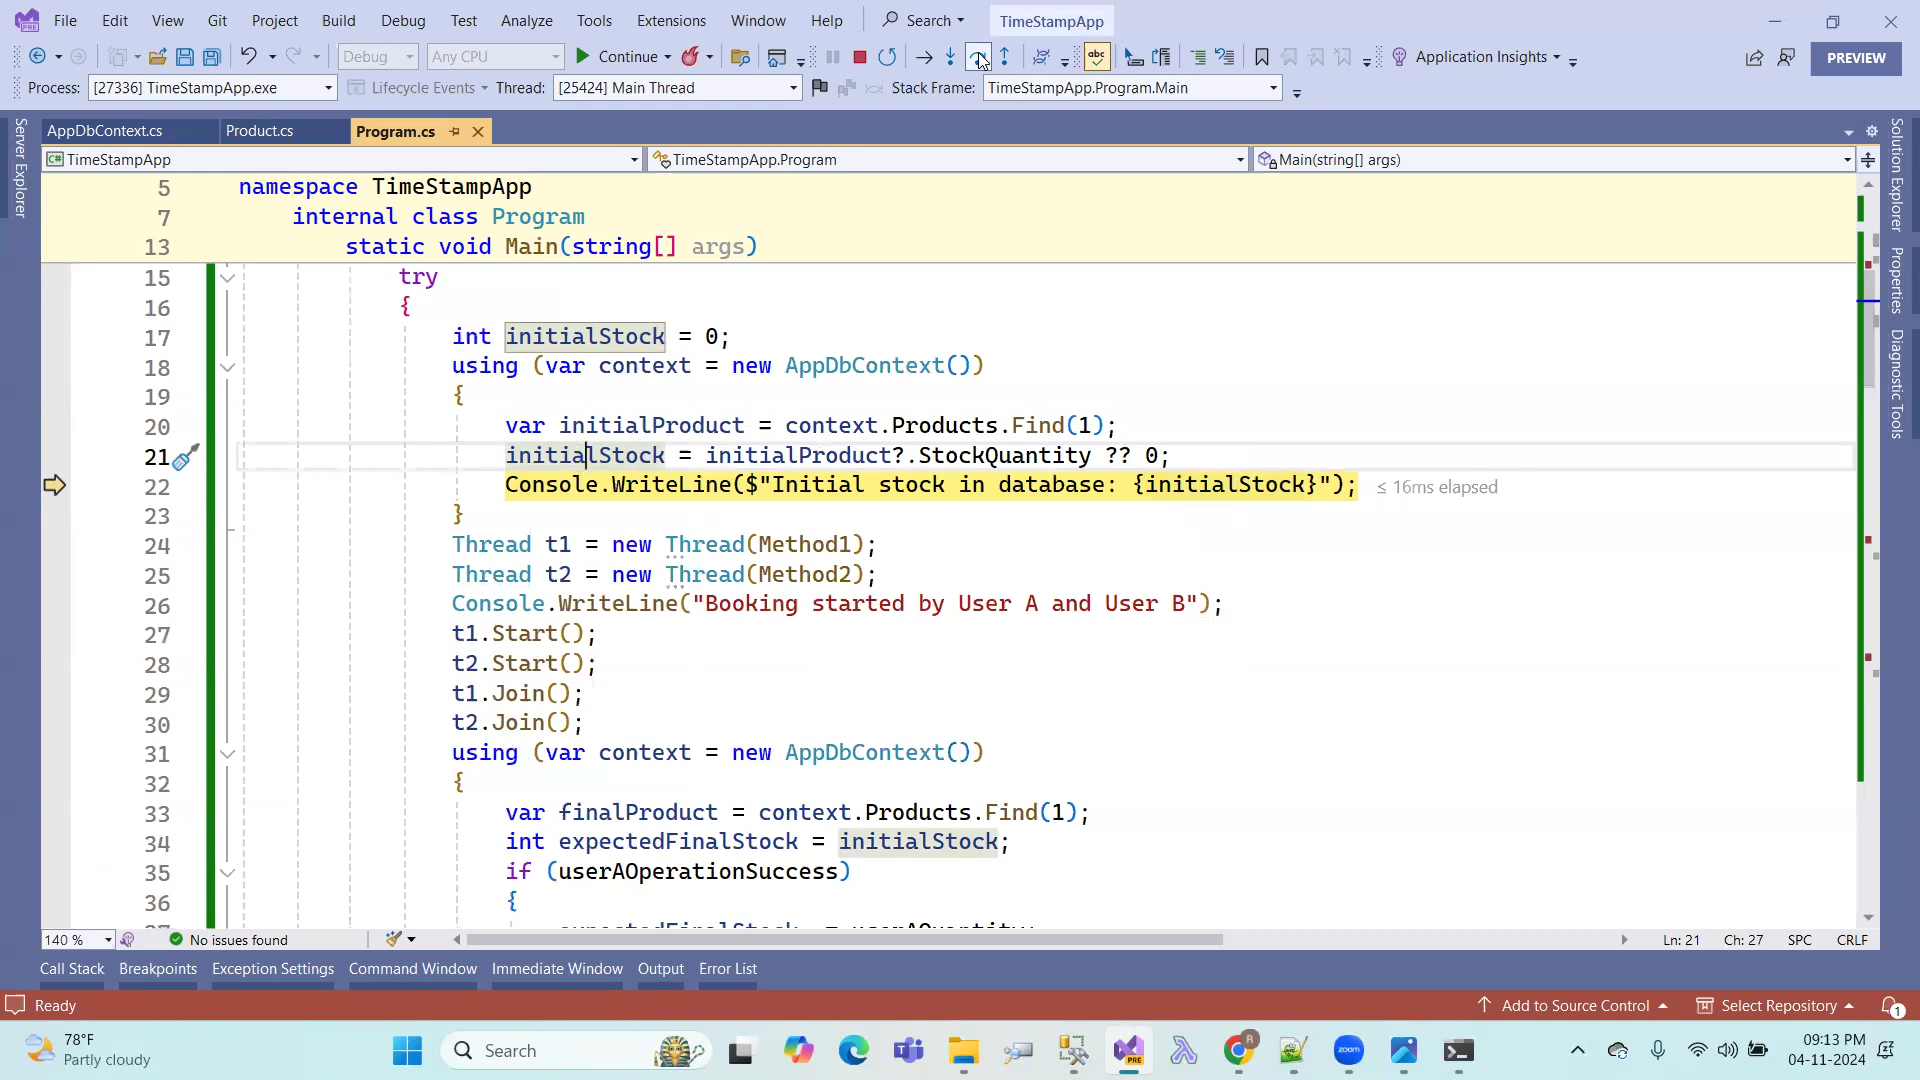 File Edit View Git Project Build Debug Test Analyze Tools Extensions Window Help Search TimeStampApp
Debug Any CPU Continue abc Application Insights PREVIEW
Process: [27336] TimeStampApp.exe Lifecycle Events Thread: [25424] Main Thread Stack Frame: TimeStampApp.Program.Main
Server Explorer
AppDbContext.cs Product.cs Program.cs
C# TimeStampApp TimeStampApp.Program Main(string[] args)
5 namespace TimeStampApp
7 internal class Program
13 static void Main(string[] args)
15 try
16 {
17 int initialStock = 0;
18 using (var context = new AppDbContext())
19 {
20 var initialProduct = context.Products.Find(1);
21 initialStock = initialProduct?.StockQuantity ?? 0;
22 Console.WriteLine($"Initial stock in database: {initialStock}"); ≤ 16ms elapsed
23 }
24 Thread t1 = new Thread(Method1);
25 Thread t2 = new Thread(Method2);
26 Console.WriteLine("Booking started by User A and User B");
27 t1.Start();
28 t2.Start();
29 t1.Join();
30 t2.Join();
31 using (var context = new AppDbContext())
32 {
33 var finalProduct = context.Products.Find(1);
34 int expectedFinalStock = initialStock;
35 if (userAOperationSuccess)
36 {
Solution Explorer
Properties
Diagnostic Tools
140 % No issues found Ln: 21 Ch: 27 SPC CRLF
Call Stack Breakpoints Exception Settings Command Window Immediate Window Output Error List
Ready Add to Source Control Select Repository 1
78°F
Partly cloudy
Search
zoom
R
09:13 PM
04-11-2024